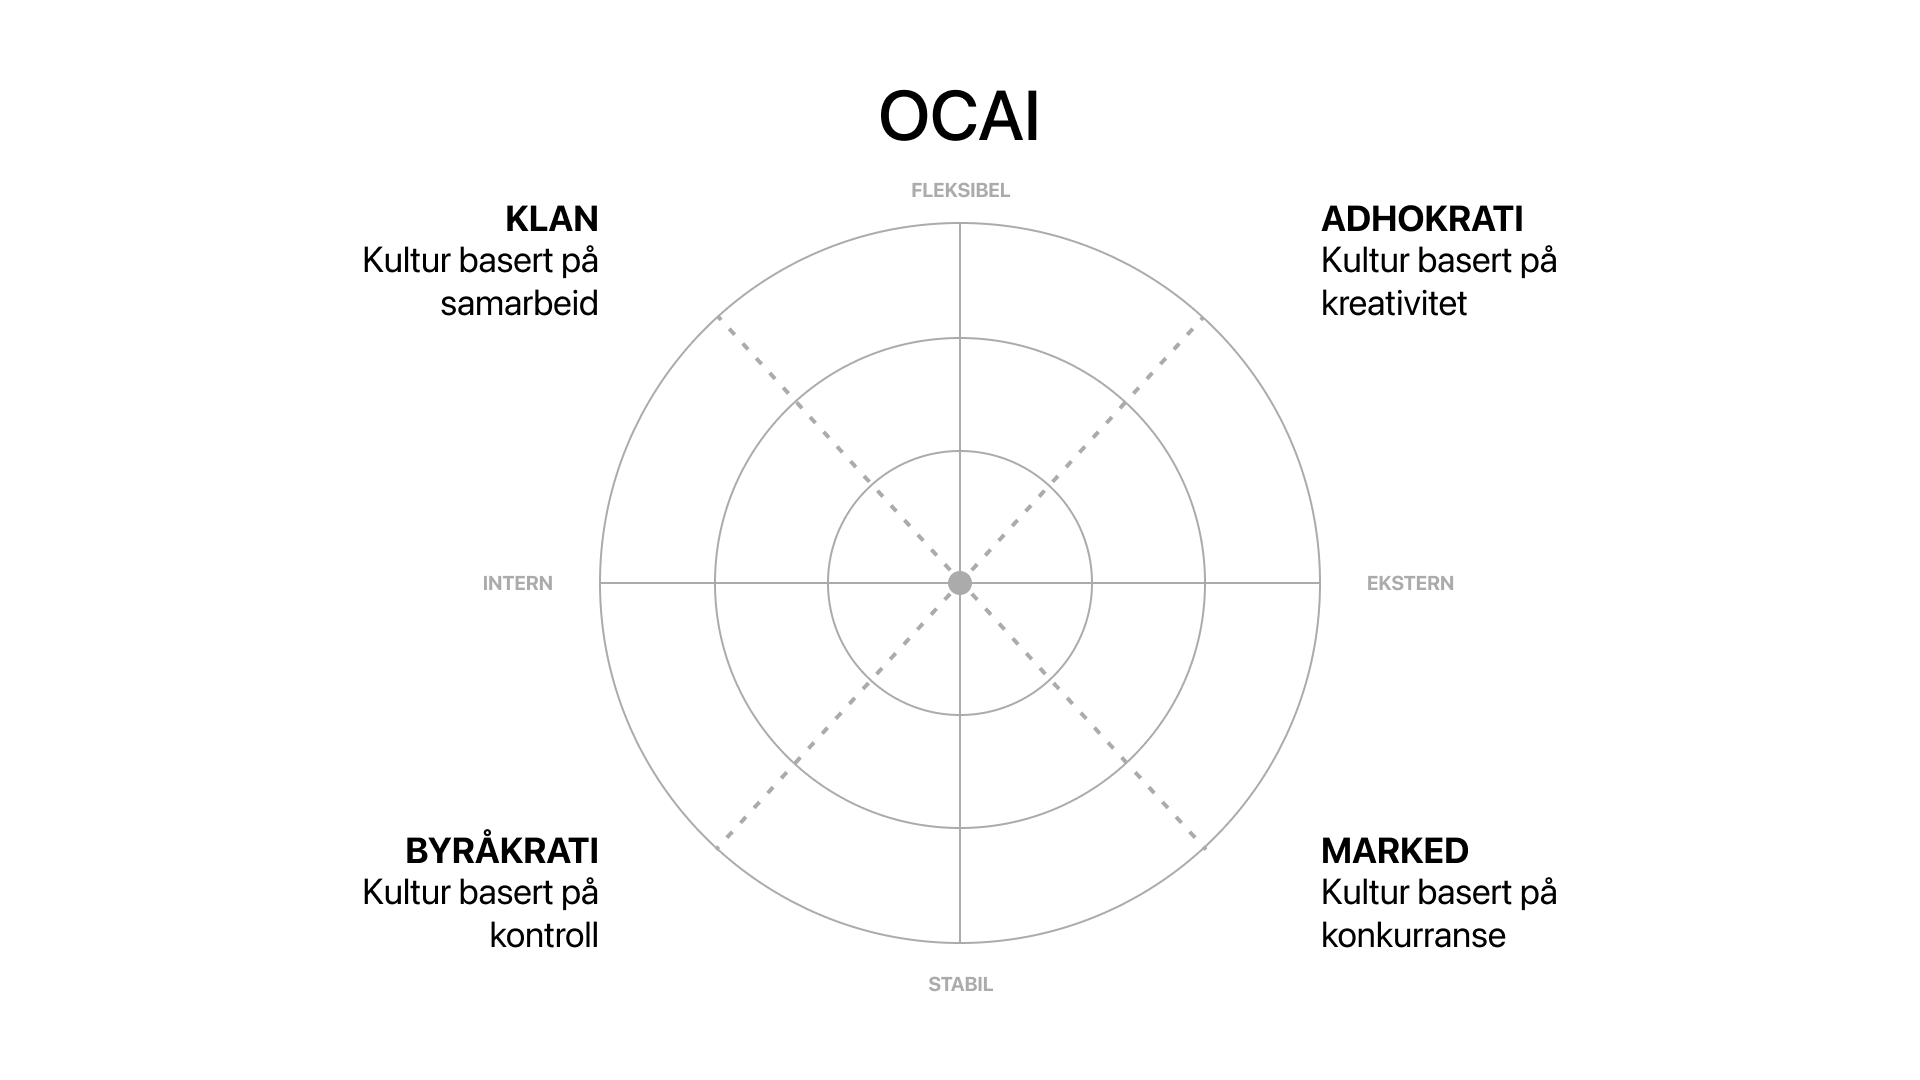 OCAI
FLEKSIBEL
KLAN
Kultur basert på
samarbeid
ADHOKRATI
Kultur basert på
kreativitet
INTERN
EKSTERN
BYRÅKRATI
Kultur basert på
kontroll
MARKED
Kultur basert på
konkurranse
STABIL